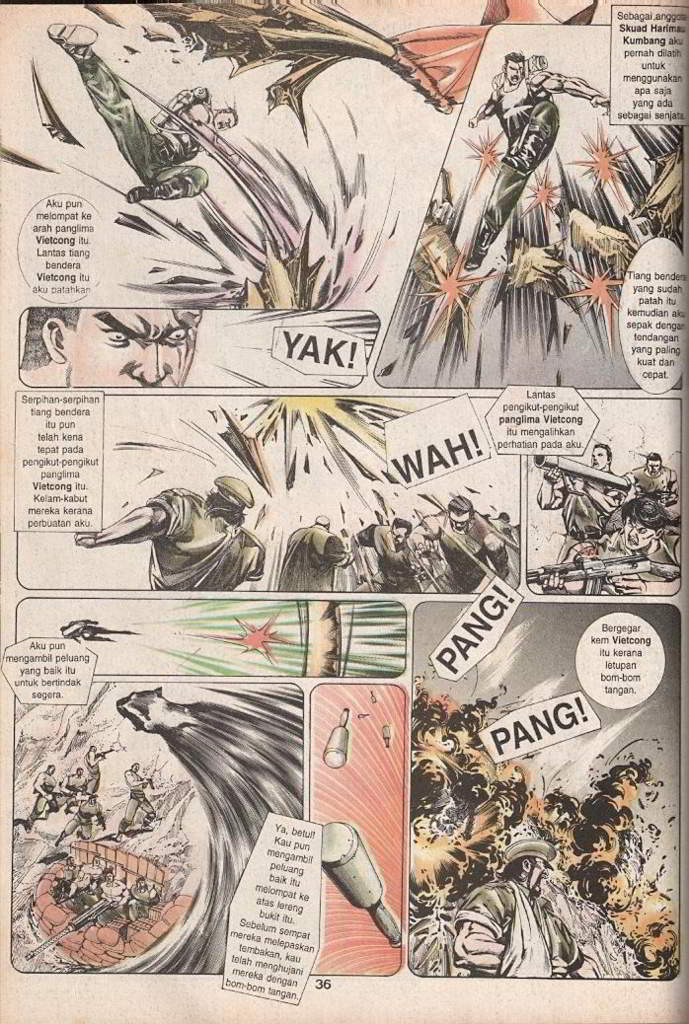 Sebagai anggota
Skuad Harimau
Kumbang aku
pernah dilatih
untuk
menggunakan
apa saja
yang ada
sebagai senjata.
Aku pun
melompat ke
arah panglima
Vietcong itu.
Lantas tiang
bendera
Vietcong itu
aku patahkan.
Tiang bendera
yang sudah
patah itu
kemudian aku
sepak dengan
tendangan
yang paling
kuat dan
cepat.
YAK!
Serpihan-serpihan
tiang bendera
itu pun
telah kena
tepat pada
pengikut-pengikut
panglima
Vietcong itu.
Kelam-kabut
mereka kerana
perbuatan aku.
WAH!
Lantas
pengikut-pengikut
panglima Vietcong
itu mengalihkan
perhatian pada aku.
Aku pun
mengambil peluang
yang baik itu
untuk bertindak
segera.
PANG!
Bergegar
kem Vietcong
itu kerana
letupan
bom-bom
tangan.
PANG!
Ya, betul!
Kau pun
mengambil
peluang
baik itu
melompat ke
atas lereng
bukit itu.
Sebelum sempat
mereka melepaskan
tembakan, kau
telah menghujani
mereka dengan
bom-bom tangan.
36